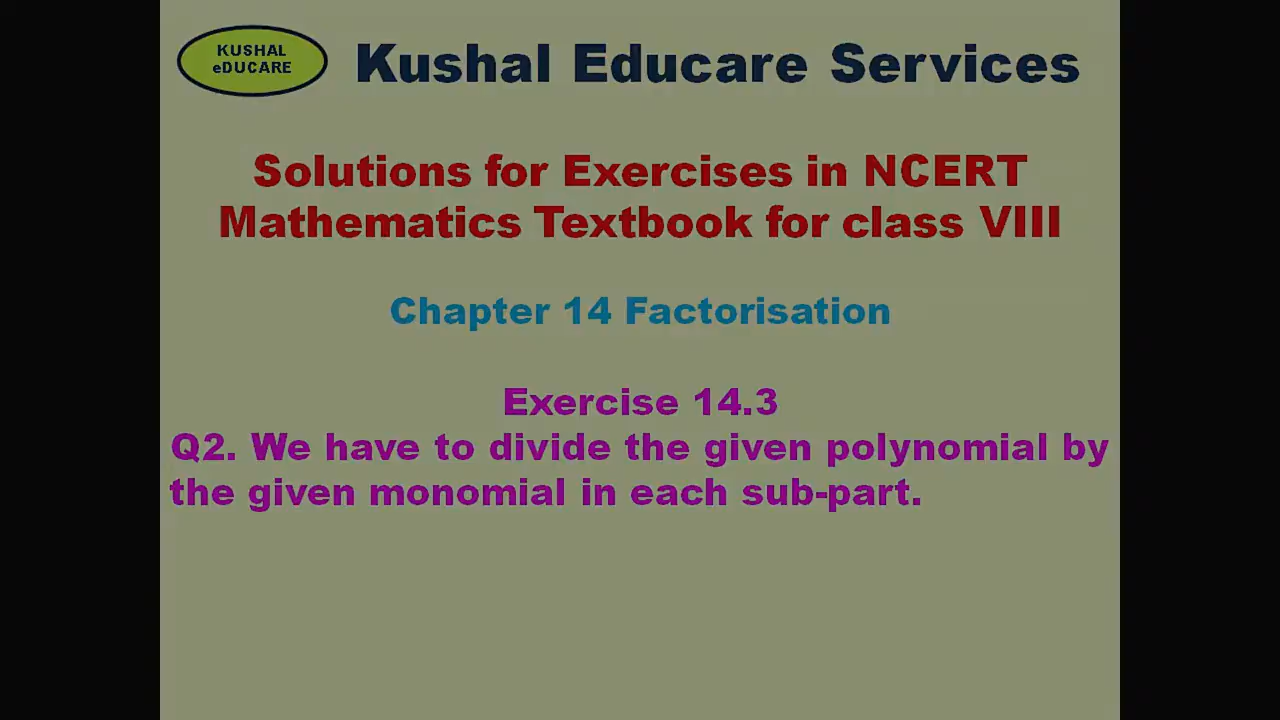 KUSHAL
eDUCARE
Kushal Educare Services
Solutions for Exercises in NCERT
Mathematics Textbook for class VIII
Chapter 14 Factorisation
Exercise 14.3
Q2. We have to divide the given polynomial by
the given monomial in each sub-part.